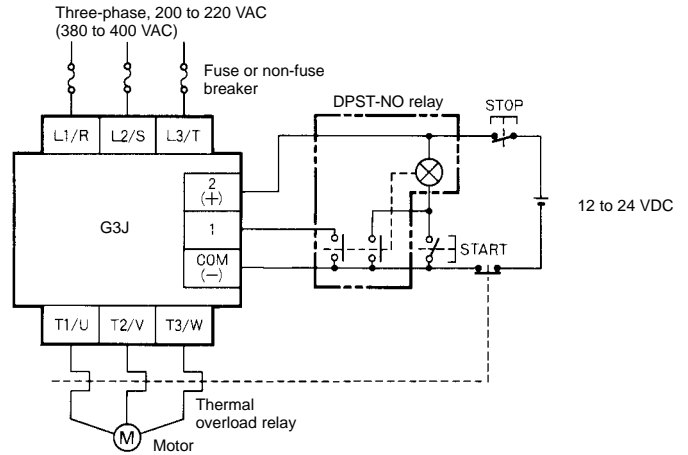 Three-phase, 200 to 220 VAC
(380 to 400 VAC)
Fuse or non-fuse
breaker
DPST-NO relay
STOP
L1/R
L2/S
L3/T
2
(+)
G3J
1
COM
(−)
START
12 to 24 VDC
T1/U
T2/V
T3/W
Thermal
overload relay
M
Motor